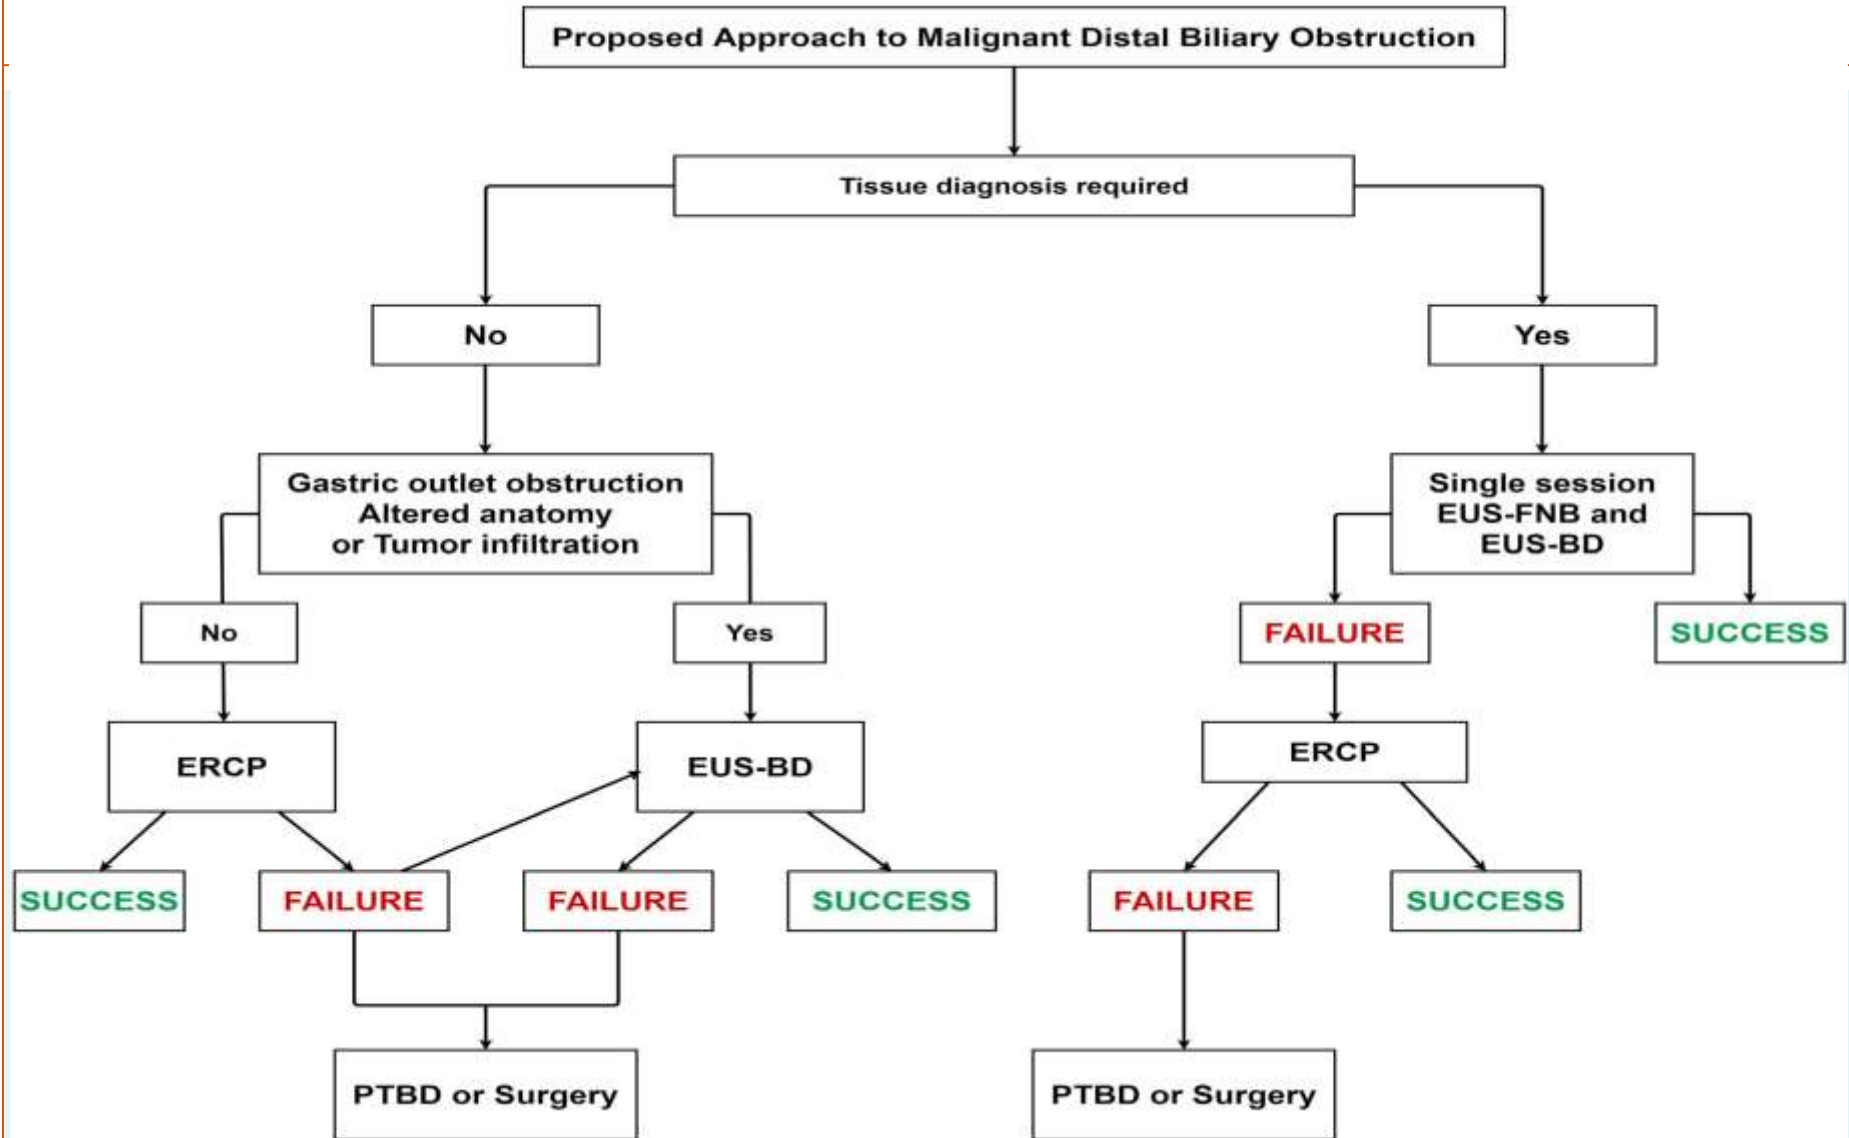 Proposed Approach to Malignant Distal Biliary Obstruction
Tissue diagnosis required
No
Yes
Gastric outlet obstruction
Altered anatomy
or Tumor infiltration
Single session
EUS-FNB and
EUS-BD
No
Yes
FAILURE
SUCCESS
ERCP
EUS-BD
ERCP
SUCCESS
FAILURE
FAILURE
SUCCESS
FAILURE
SUCCESS
PTBD or Surgery
PTBD or Surgery